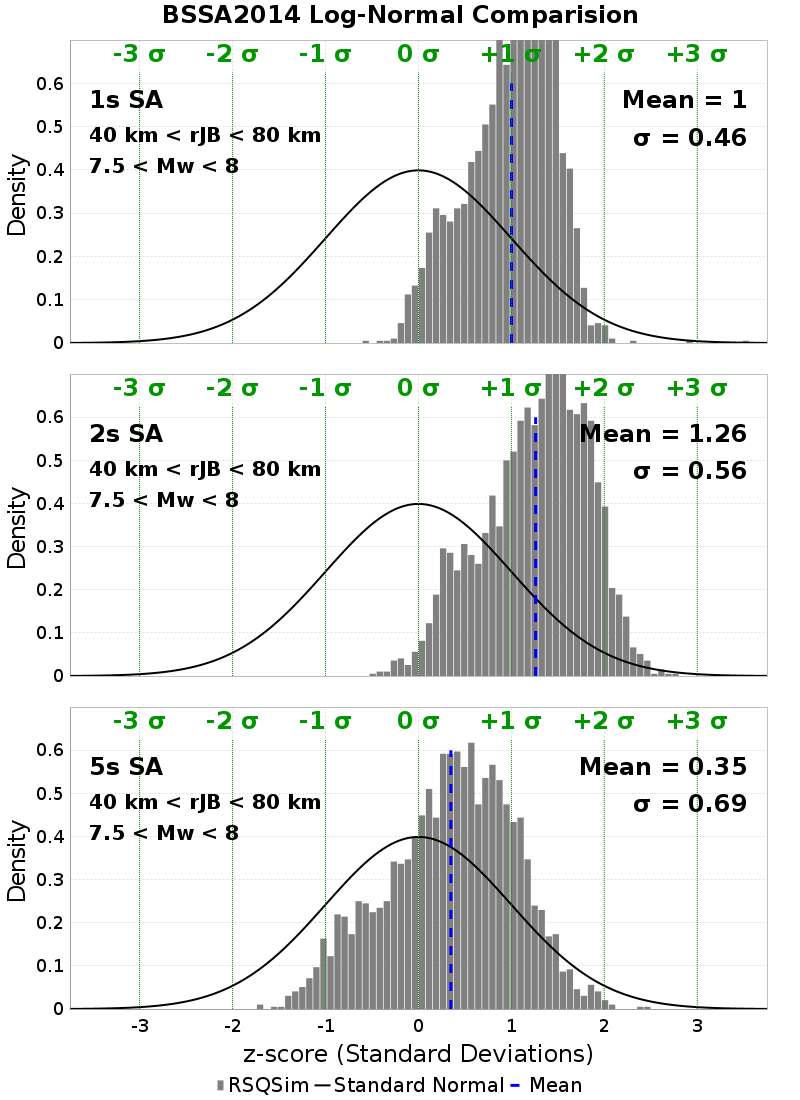 BSSA2014 Log-Normal Comparision
-3 σ -2 σ -1 σ 0 σ +1 σ +2 σ +3 σ
1s SA
40 km < rJB < 80 km
7.5 < Mw < 8
Mean = 1
σ = 0.46
Density
0.6
0.5
0.4
0.3
0.2
0.1
0
-3 σ -2 σ -1 σ 0 σ +1 σ +2 σ +3 σ
2s SA
40 km < rJB < 80 km
7.5 < Mw < 8
Mean = 1.26
σ = 0.56
Density
0.6
0.5
0.4
0.3
0.2
0.1
0
-3 σ -2 σ -1 σ 0 σ +1 σ +2 σ +3 σ
5s SA
40 km < rJB < 80 km
7.5 < Mw < 8
Mean = 0.35
σ = 0.69
Density
0.6
0.5
0.4
0.3
0.2
0.1
0
-3 -2 -1 0 1 2 3
z-score (Standard Deviations)
RSQSim Standard Normal Mean